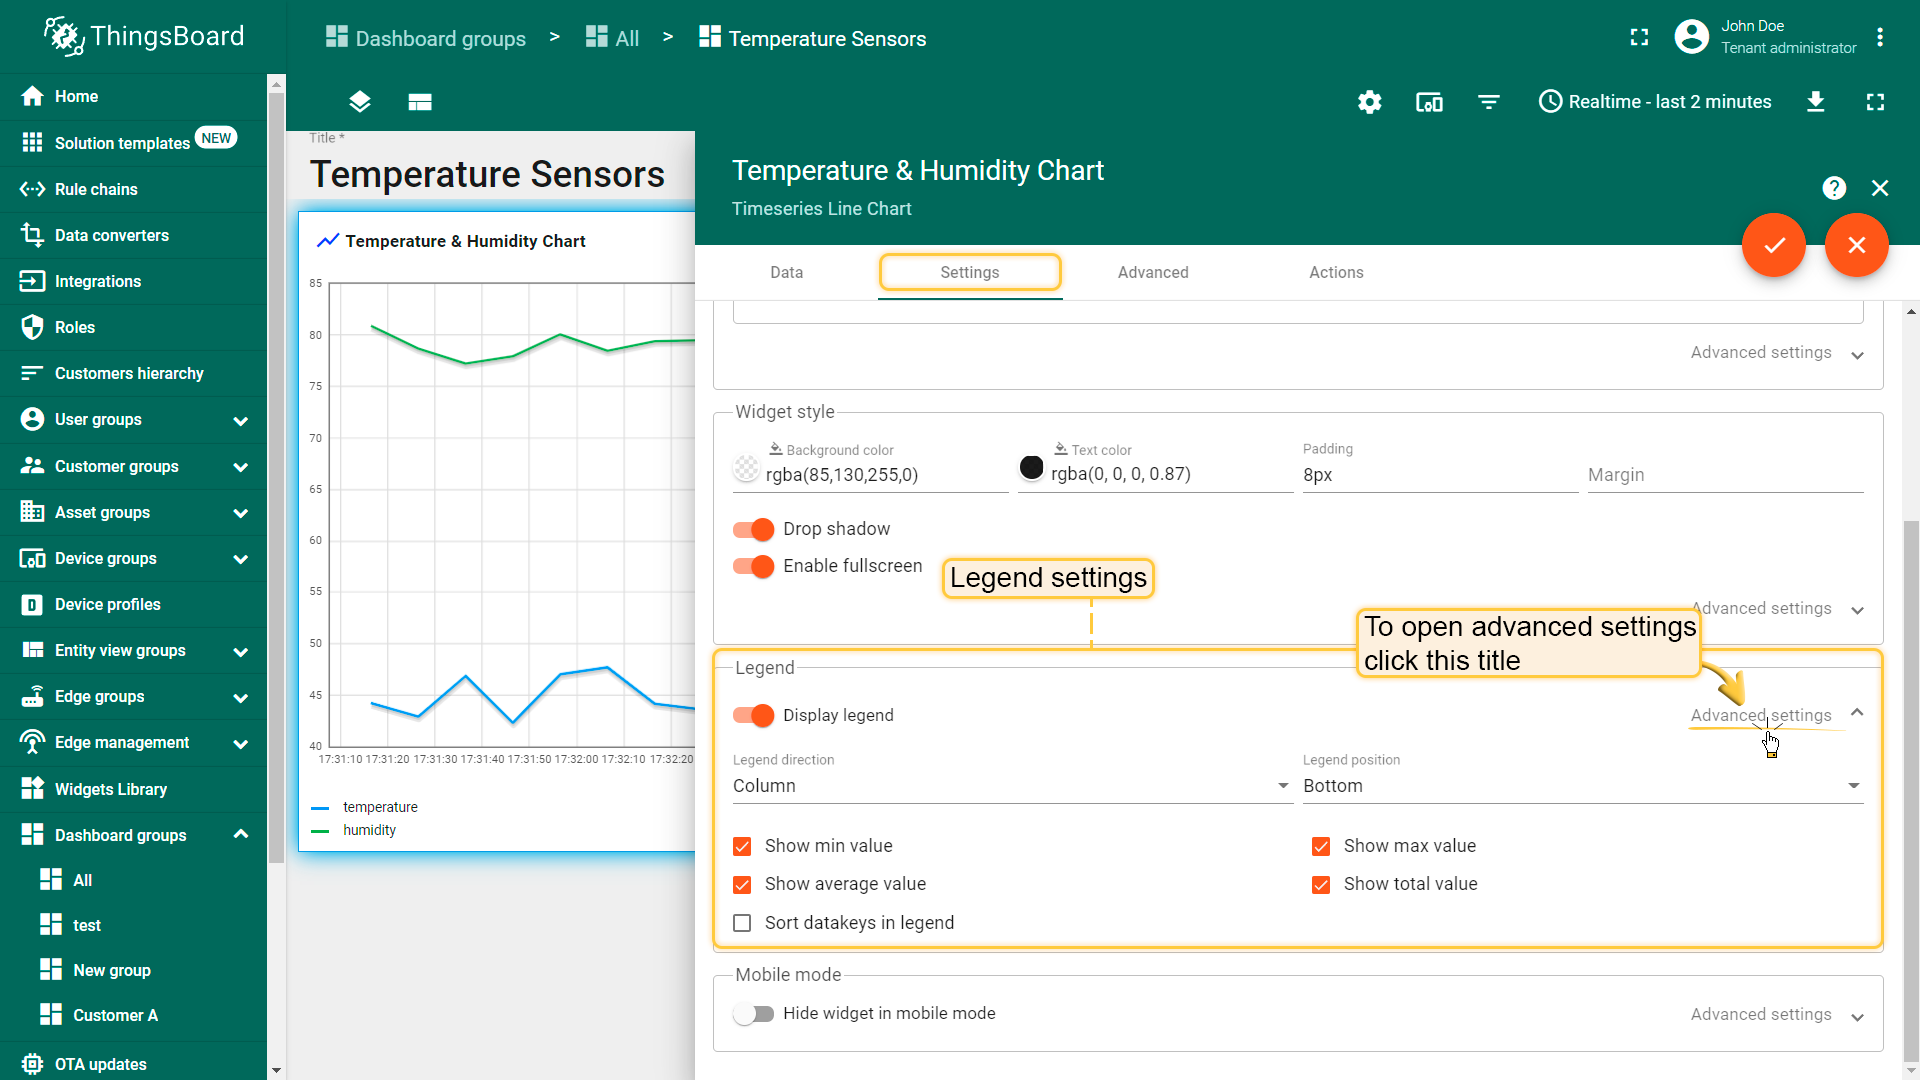 ThingsBoard
Dashboard groups > All > Temperature Sensors
John Doe
Tenant administrator
Realtime - last 2 minutes
Home
Solution templates NEW
Rule chains
Data converters
Integrations
Roles
Customers hierarchy
User groups
Customer groups
Asset groups
Device groups
Device profiles
Entity view groups
Edge groups
Edge management
Widgets Library
Dashboard groups
All
test
New group
Customer A
OTA updates
Title *
Temperature Sensors
Temperature & Humidity Chart
85
80
75
70
65
60
55
50
45
40
17:31:10 17:31:20 17:31:30 17:31:40 17:31:50 17:32:00 17:32:10 17:32:20
temperature
humidity
Temperature & Humidity Chart
Timeseries Line Chart
Data Settings Advanced Actions
Advanced settings
Widget style
Background color
rgba(85,130,255,0)
Text color
rgba(0, 0, 0, 0.87)
Padding
8px
Margin
Drop shadow
Enable fullscreen
Legend settings
Advanced settings
To open advanced settings
click this title
Legend
Display legend
Advanced settings
Legend direction
Column
Legend position
Bottom
Show min value
Show max value
Show average value
Show total value
Sort datakeys in legend
Mobile mode
Hide widget in mobile mode
Advanced settings